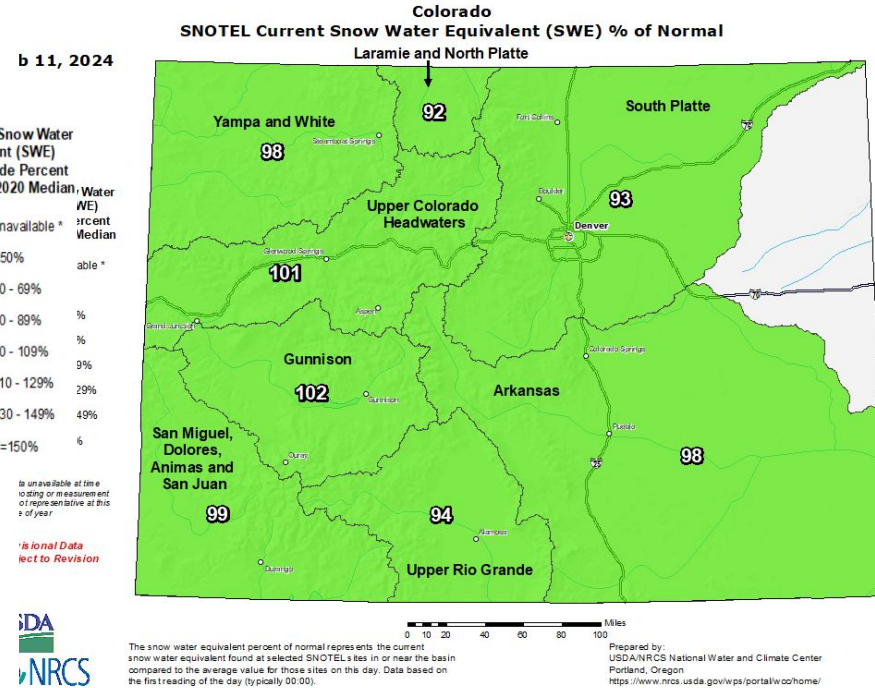 Colorado
SNOTEL Current Snow Water Equivalent (SWE) % of Normal
Laramie and North Platte
b 11, 2024
Snow Water
nt (SWE)
de Percent
2020 Median
navailable *
50%
0 - 69%
0 - 89%
0 - 109%
10 - 129%
30 - 149%
=150%
Water
WE)
ercent
Median
able *
%
%
9%
29%
49%
%
ta unavailable at time
posting or measurement
ot representative at this
e of year
isional Data
ject to Revision
Yampa and White
98
Steamboat Springs
92
South Platte
Fort Collins
76
Boulder
93
Denver
Upper Colorado
Headwaters
Glenwood Springs
101
Aspen
Grand Junction
70
Gunnison
102
Gunnison
Colorado Springs
Arkansas
Pueblo
98
25
San Miguel,
Dolores,
Animas and
San Juan
Ouray
99
Durango
94
Alamosa
Upper Rio Grande
SDA
NRCS
Miles
0 10 20 40 60 80 100
The snow water equivalent percent of normal represents the current
snow water equivalent found at selected SNOTEL sites in or near the basin
compared to the average value for those sites on this day. Data based on
the first reading of the day (typically 00:00).
Prepared by:
USDA/NRCS National Water and Climate Center
Portland, Oregon
https://www.nrcs.usda.gov/wps/portal/wcc/home/